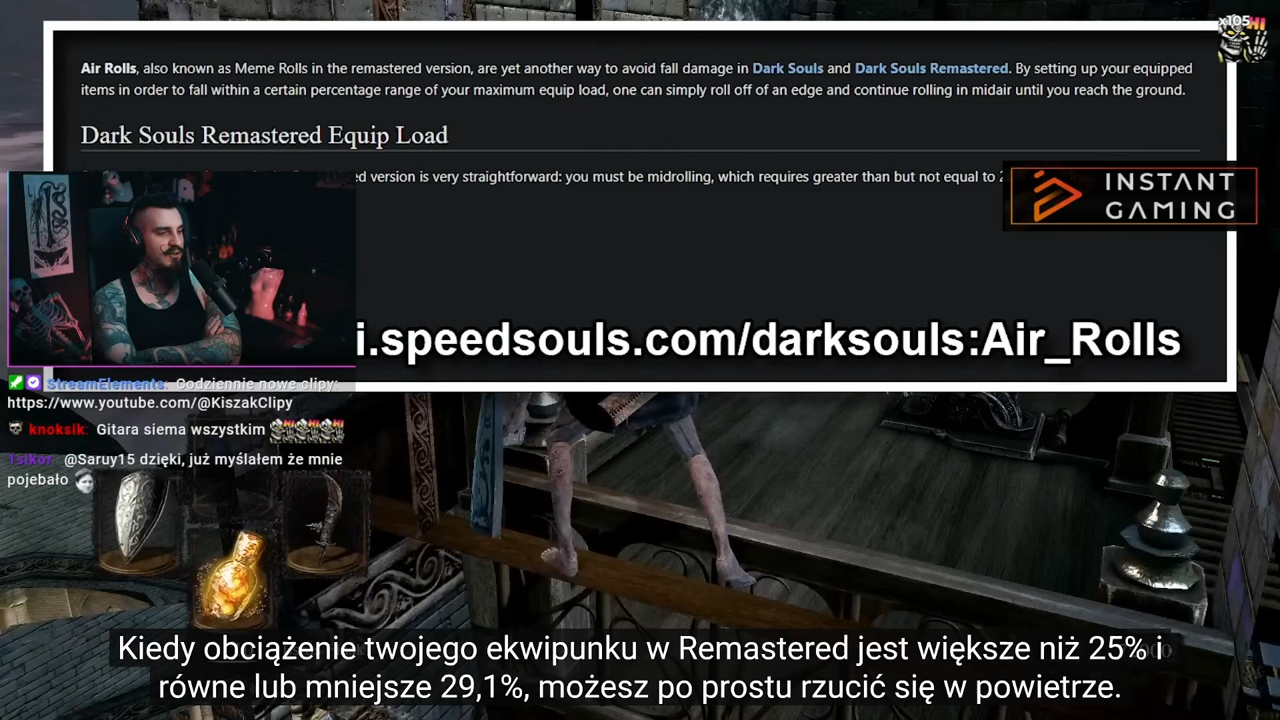 x105
Air Rolls, also known as Meme Rolls in the remastered version, are yet another way to avoid fall damage in Dark Souls and Dark Souls Remastered. By setting up your equipped
items in order to fall within a certain percentage range of your maximum equip load, one can simply roll off of an edge and continue rolling in midair until you reach the ground.
Dark Souls Remastered Equip Load
ed version is very straightforward: you must be midrolling, which requires greater than but not equal to 2
INSTANT
GAMING
i.speedsouls.com/darksouls:Air_Rolls
StreamElements: Codziennie nowe clipy:
https://www.youtube.com/@KiszakClipy
knoksik: Gitara siema wszystkim
1sikor: @Saruy15 dzięki, już myślałem że mnie
pojebało
Kiedy obciążenie twojego ekwipunku w Remastered jest większe niż 25% i
równe lub mniejsze 29,1%, możesz po prostu rzucić się w powietrze.